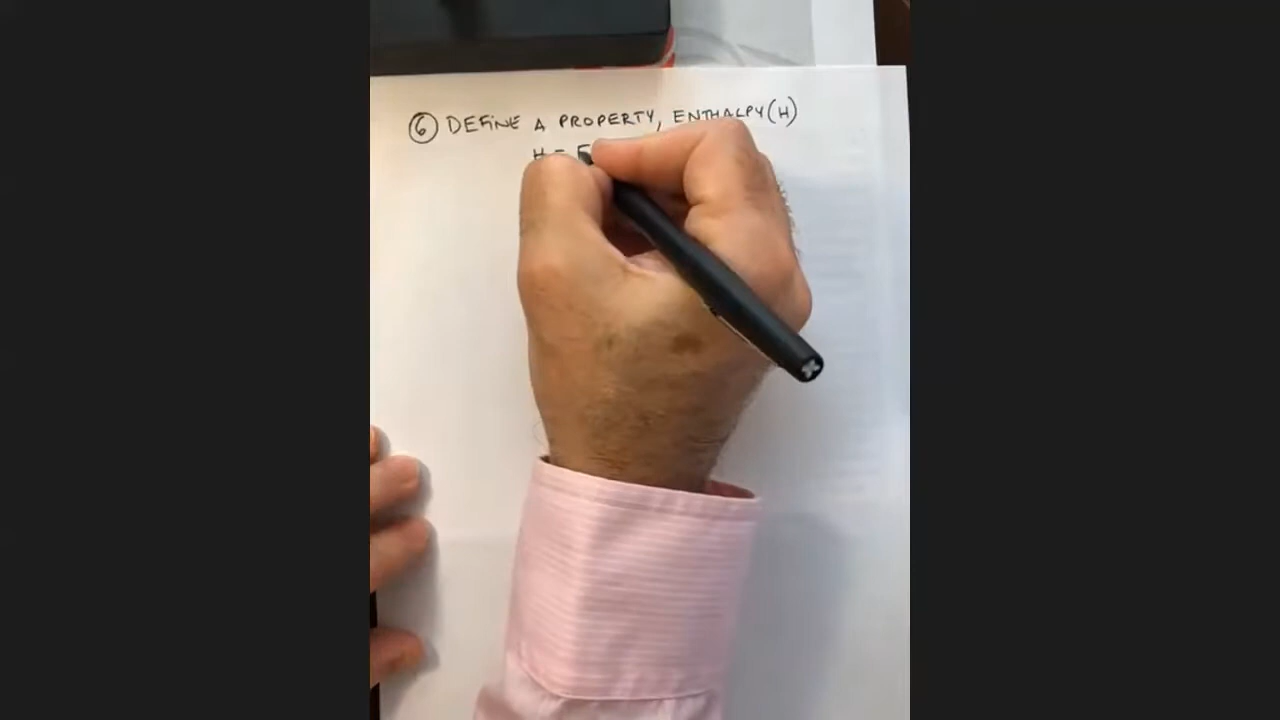 ⑥ DEFINE A PROPERTY, ENTHALPY(H)
H = E